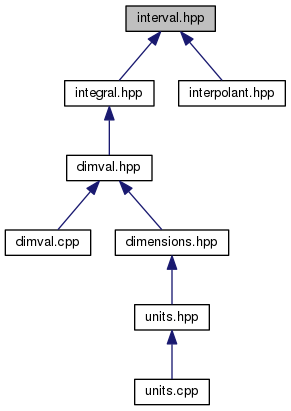 interval.hpp
integral.hpp
interpolant.hpp
dimval.hpp
dimval.cpp
dimensions.hpp
units.hpp
units.cpp